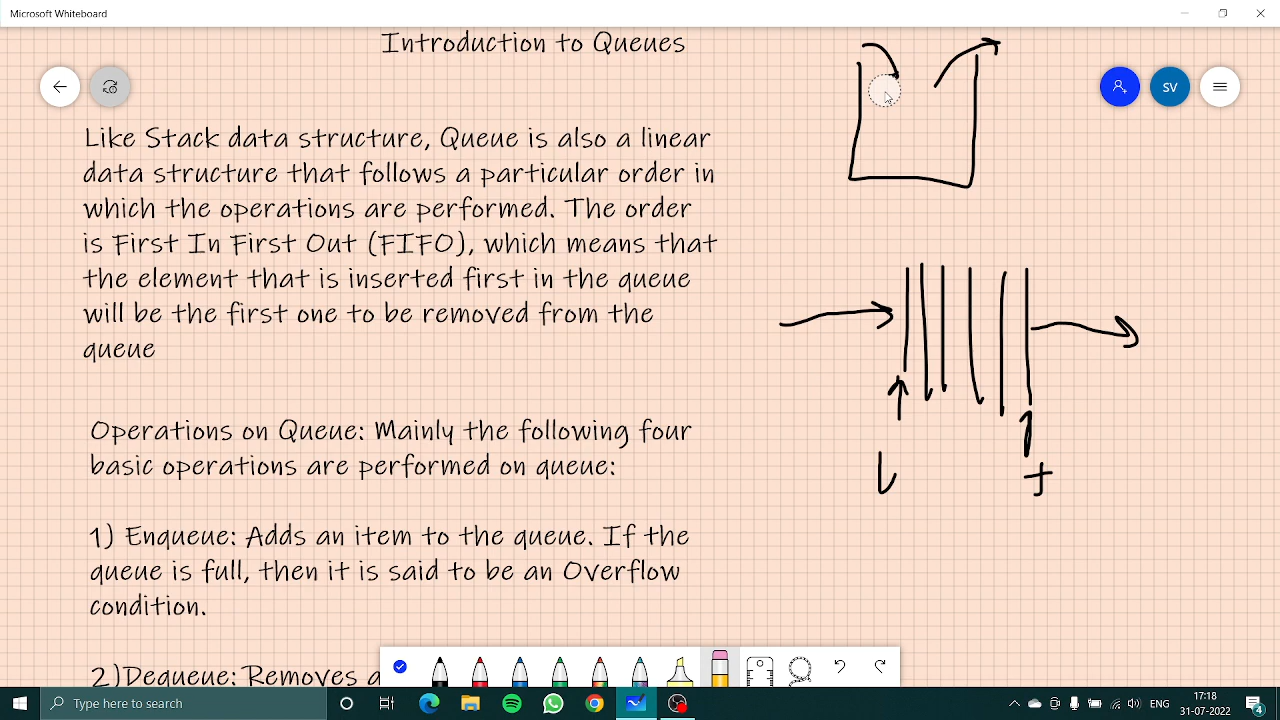 Microsoft Whiteboard
Introduction to Queues
SV
Like Stack data structure, Queue is also a linear
data structure that follows a particular order in
which the operations are performed. The order
is First In First Out (FIFO), which means that
the element that is inserted first in the queue
will be the first one to be removed from the
queue
Operations on Queue: Mainly the following four
basic operations are performed on queue:
1) Enqueue: Adds an item to the queue. If the
queue is full, then it is said to be an Overflow
condition.
2)Dequeue: Removes a
Type here to search
ENG
17:18
31-07-2022
4